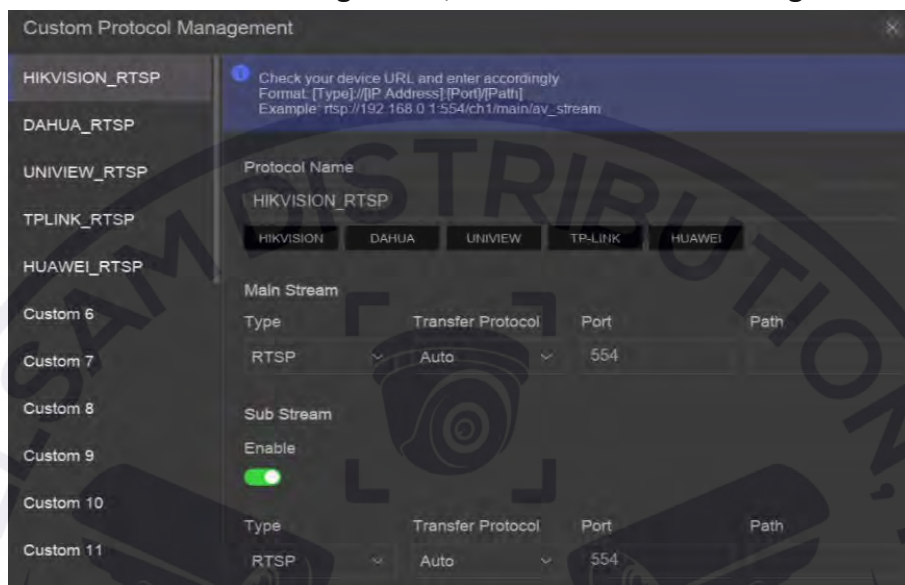 Custom Protocol Management
HIKVISION_RTSP
DAHUA_RTSP
UNIVIEW_RTSP
TPLINK_RTSP
HUAWEI_RTSP
Custom 6
Custom 7
Custom 8
Custom 9
Custom 10
Custom 11
Check your device URL and enter accordingly
Format: [Type]://[IP Address]:[Port]/[Path]
Example: rtsp://192.168.0.1:554/ch1/main/av_stream
Protocol Name
HIKVISION_RTSP
HIKVISION DAHUA UNIVIEW TP-LINK HUAWEI
Main Stream
Type Transfer Protocol Port Path
RTSP Auto 554
Sub Stream
Enable
Type Transfer Protocol Port Path
RTSP Auto 554
DISTRIBUTION,